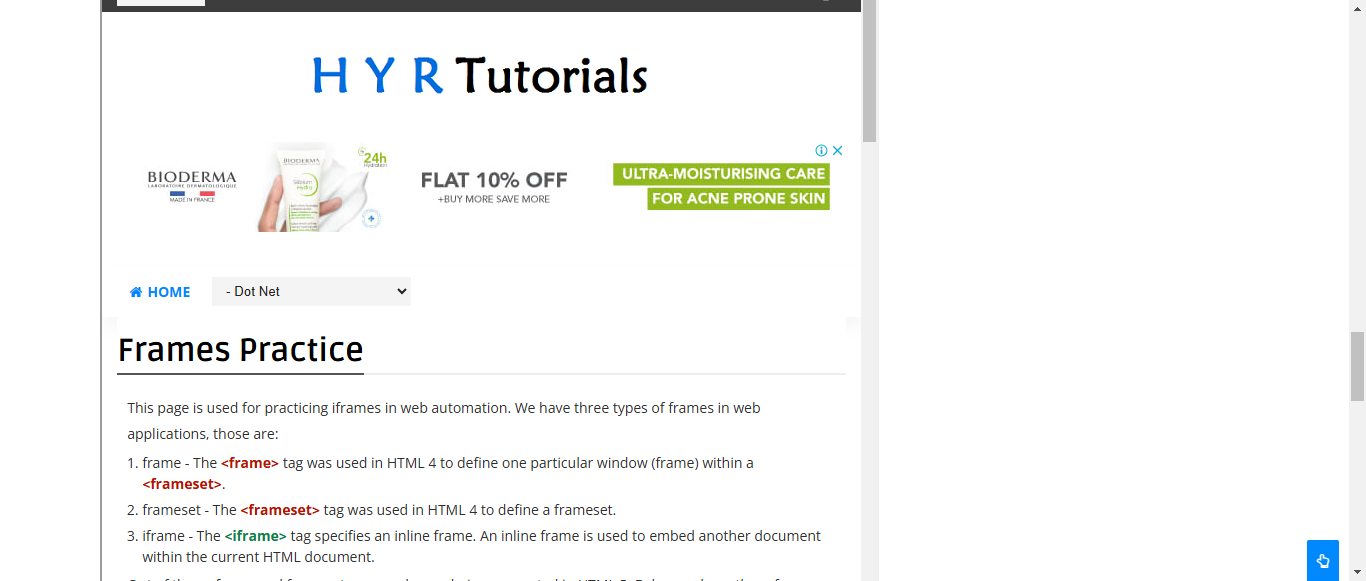 H Y R Tutorials
BIODERMA
LABORATOIRE DERMATOLOGIQUE
MADE IN FRANCE
BIODERMA
Sébium
Hydra
24h
Hydration
FLAT 10% OFF
+BUY MORE SAVE MORE
ULTRA-MOISTURISING CARE
FOR ACNE PRONE SKIN
HOME
- Dot Net
Frames Practice
This page is used for practicing iframes in web automation. We have three types of frames in web
applications, those are:
1. frame - The <frame> tag was used in HTML 4 to define one particular window (frame) within a
<frameset>.
2. frameset - The <frameset> tag was used in HTML 4 to define a frameset.
3. iframe - The <iframe> tag specifies an inline frame. An inline frame is used to embed another document
within the current HTML document.